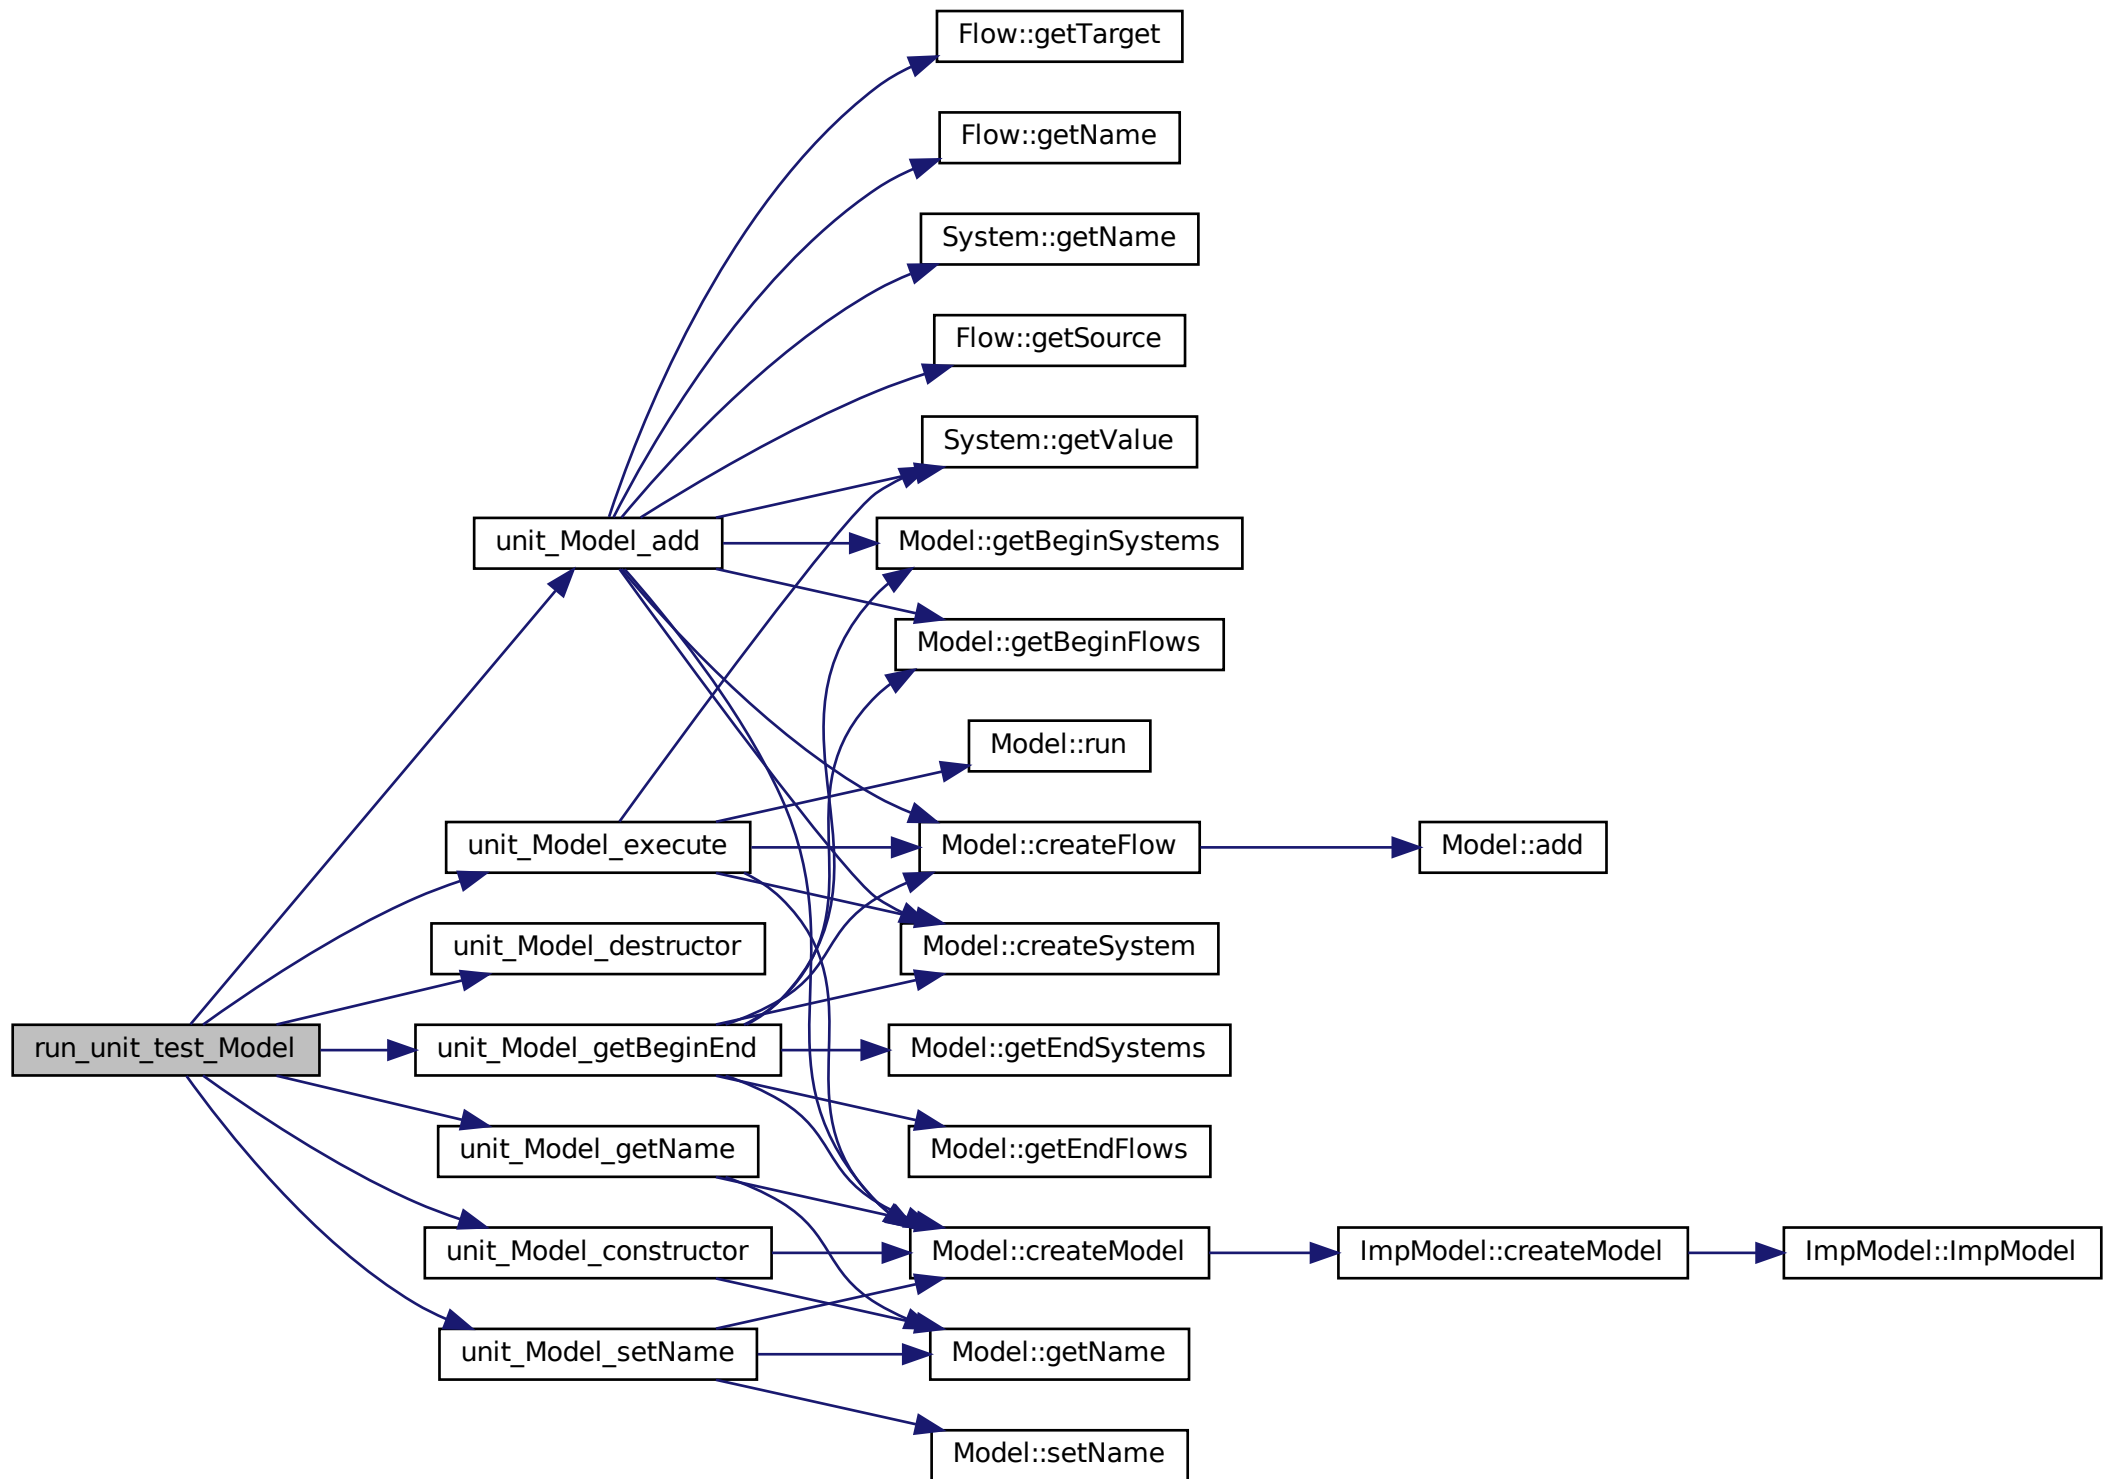 Flow::getTarget
Flow::getName
System::getName
Flow::getSource
System::getValue
unit_Model_add
Model::getBeginSystems
Model::getBeginFlows
Model::run
unit_Model_execute
Model::createFlow
Model::add
unit_Model_destructor
Model::createSystem
run_unit_test_Model
unit_Model_getBeginEnd
Model::getEndSystems
unit_Model_getName
Model::getEndFlows
unit_Model_constructor
Model::createModel
ImpModel::createModel
ImpModel::ImpModel
unit_Model_setName
Model::getName
Model::setName